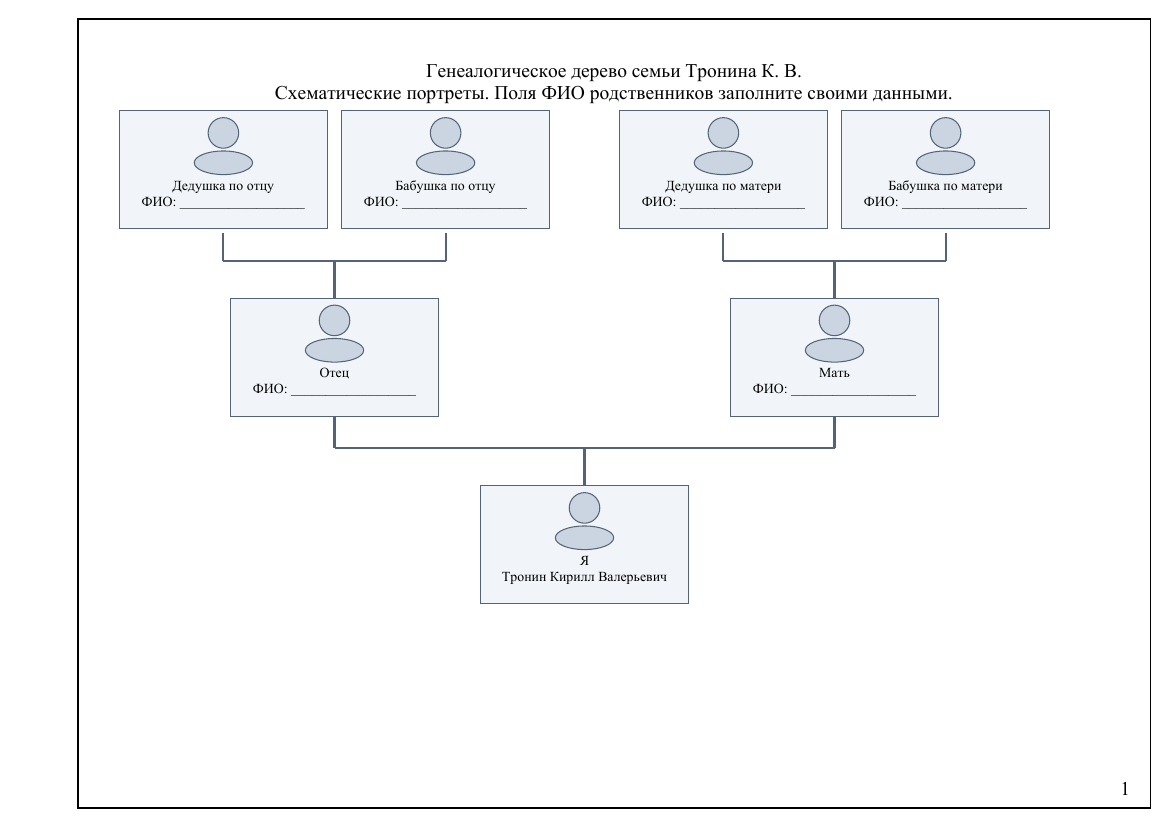 Генеалогическое дерево семьи Тронина К. В.
Схематические портреты. Поля ФИО родственников заполните своими данными.
Дедушка по отцу
ФИО: ___________________
Бабушка по отцу
ФИО: ___________________
Дедушка по матери
ФИО: ___________________
Бабушка по матери
ФИО: ___________________
Отец
ФИО: ___________________
Мать
ФИО: ___________________
Я
Тронин Кирилл Валерьевич
1